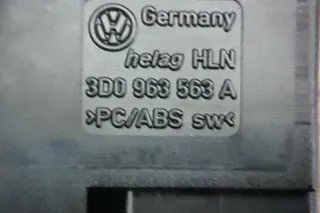 Germany
helag HLN
3D0 963 563 A
>PC/ABS sw<